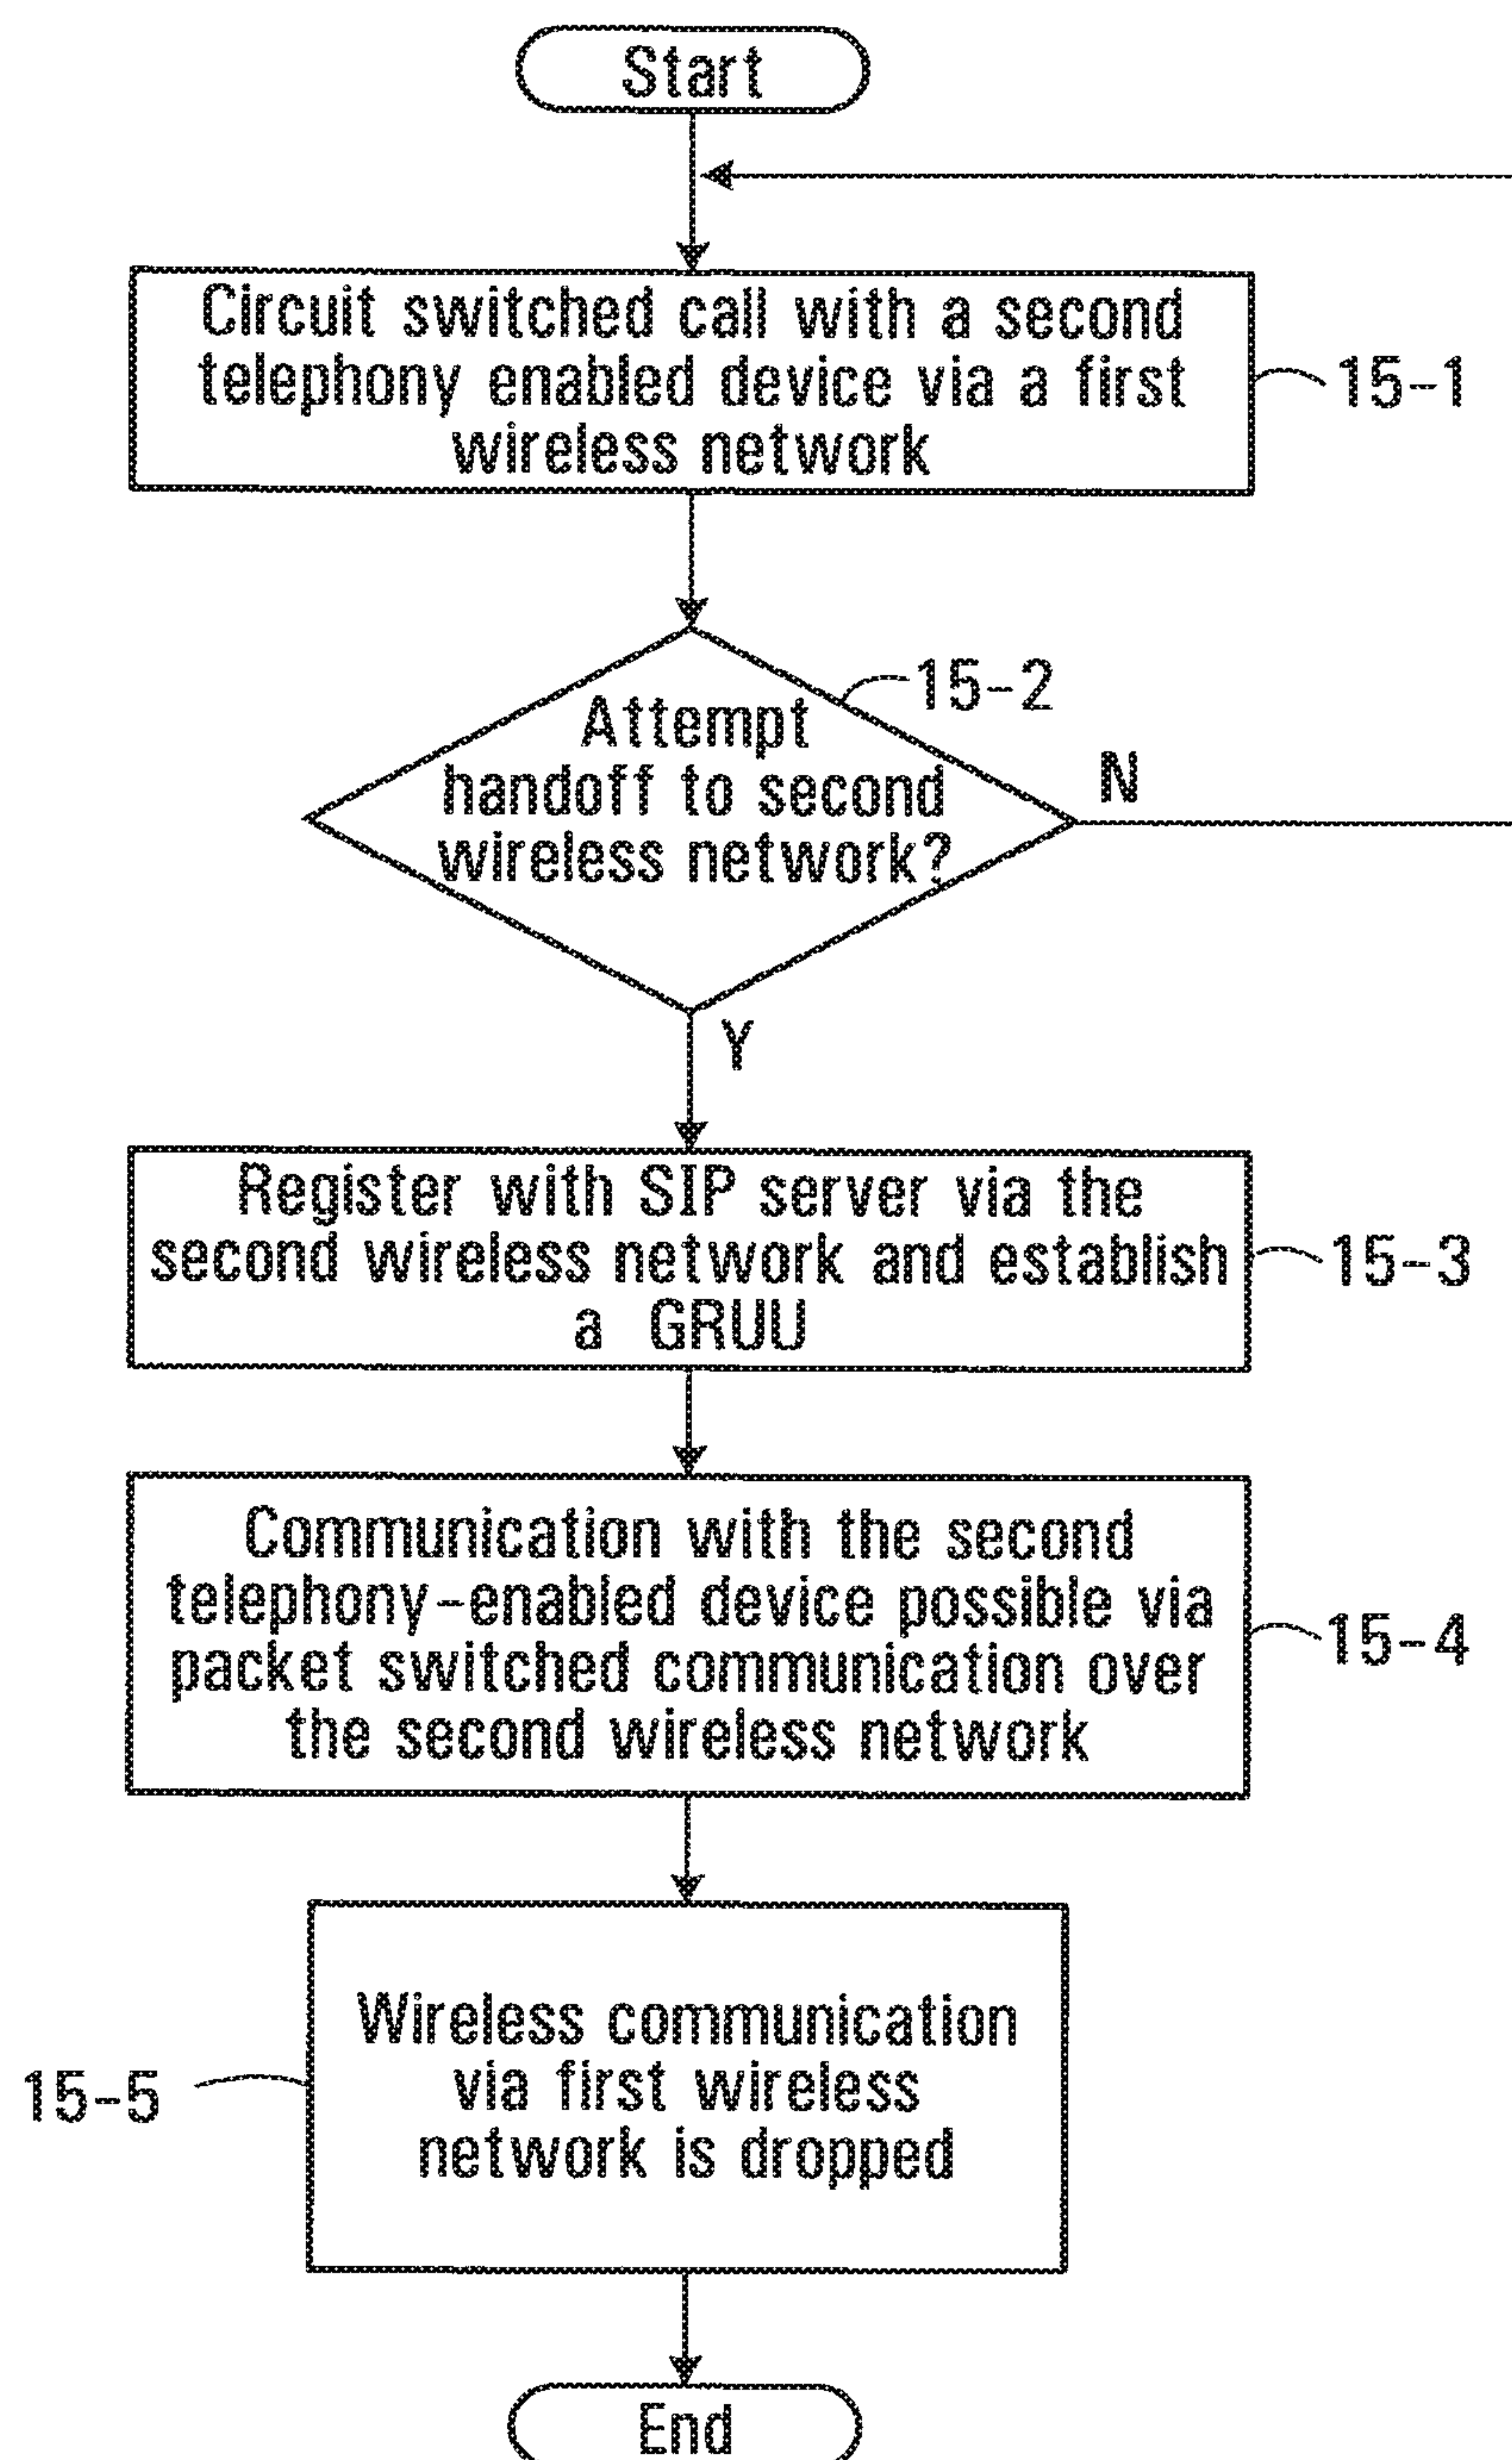 Start
Circuit switched call with a second
telephony enabled device via a first
wireless network
15-1
15-2
Attempt
handoff to second
wireless network?
N
Y
Register with SIP server via the
second wireless network and establish
a GRUU
15-3
Communication with the second
telephony-enabled device possible via
packet switched communication over
the second wireless network
15-4
Wireless communication
via first wireless
network is dropped
15-5
End